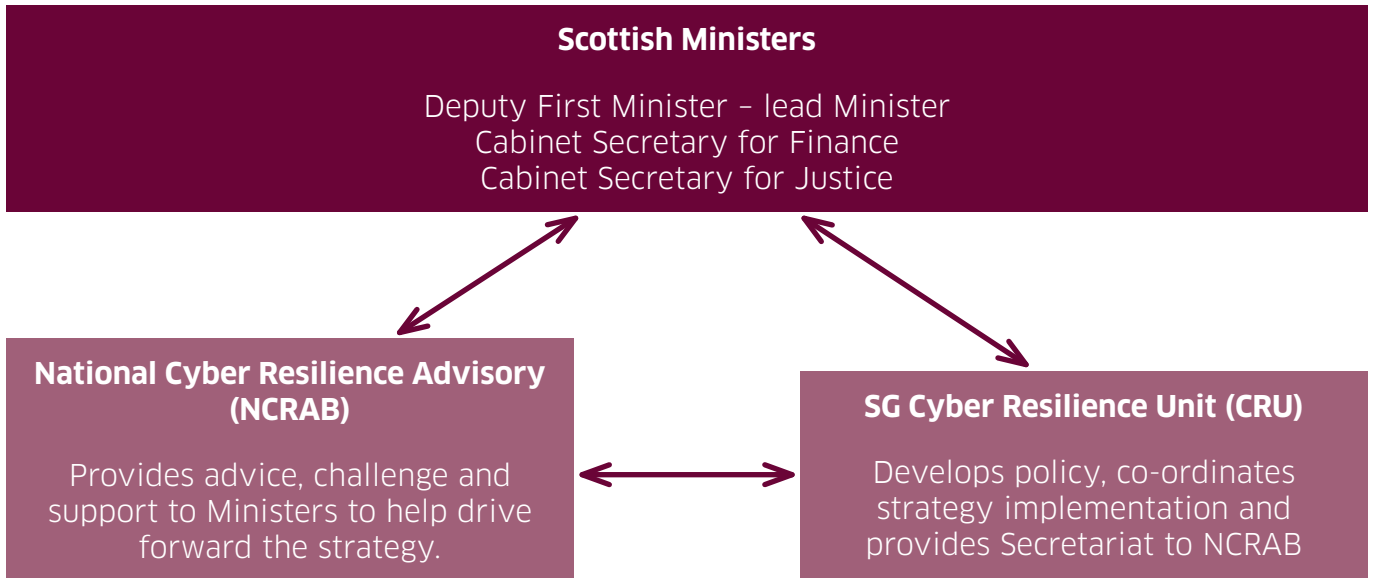 Scottish Ministers
Deputy First Minister – lead Minister
Cabinet Secretary for Finance
Cabinet Secretary for Justice
National Cyber Resilience Advisory
(NCRAB)
Provides advice, challenge and
support to Ministers to help drive
forward the strategy.
SG Cyber Resilience Unit (CRU)
Develops policy, co-ordinates
strategy implementation and
provides Secretariat to NCRAB